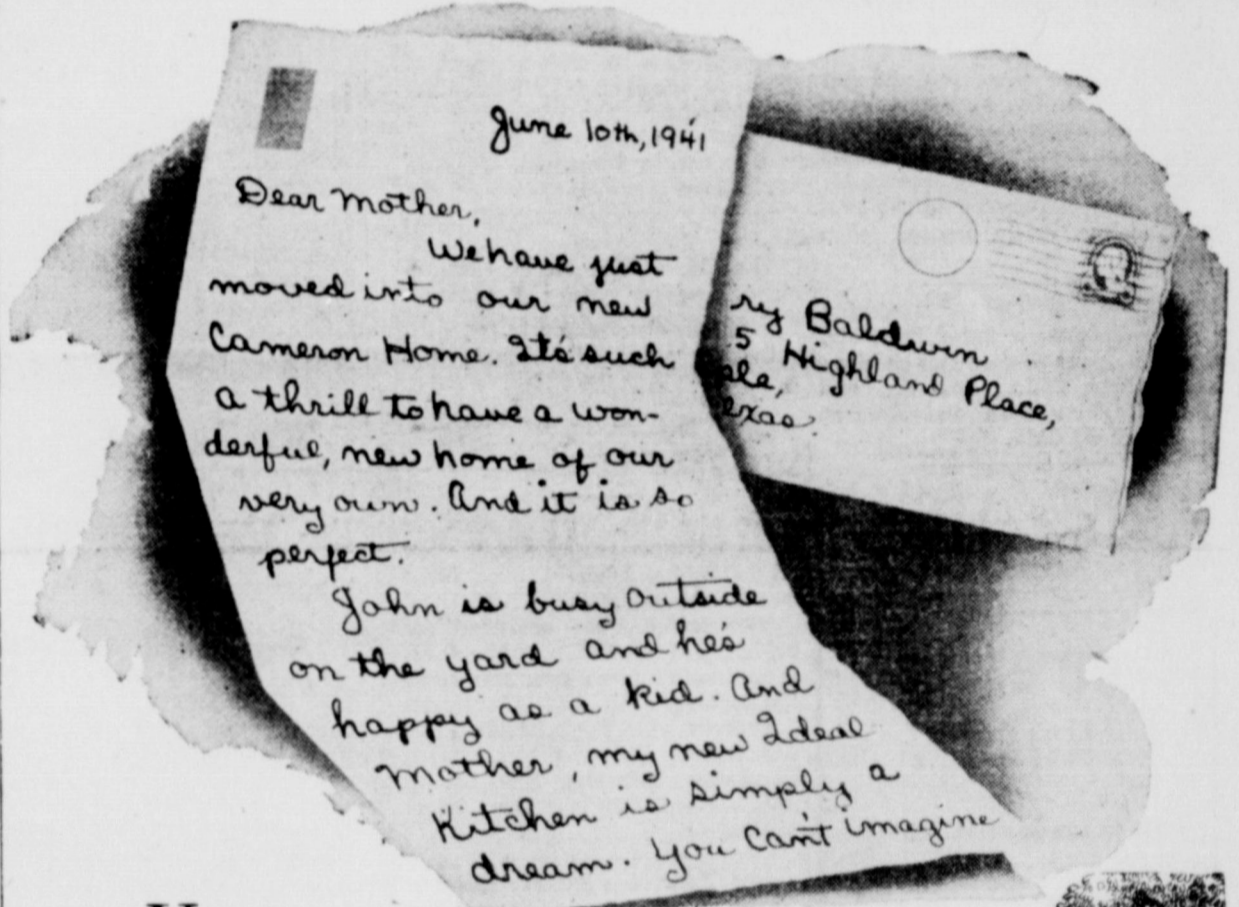 June 10th, 1941
Dear Mother,
We have just
moved into our new
Cameron Home. It's such
a thrill to have a won-
derful, new home of our
very own. And it is so
perfect.
John is busy outside
on the yard and he's
happy as a kid. And
Mother, my new Ideal
Kitchen is simply a
dream. You can't imagine
ry Baldwin
5 Highland Place,
ale,
exas.